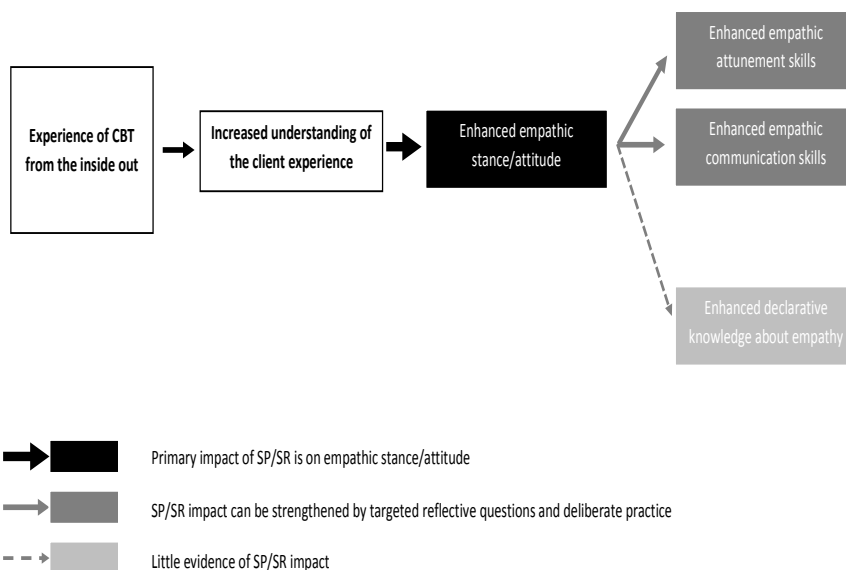 Enhanced empathic
attunement skills
Experience of CBT
from the inside out
Increased understanding of
the client experience
Enhanced empathic
stance/attitude
Enhanced empathic
communication skills
Enhanced declarative
knowledge about empathy
Primary impact of SP/SR is on empathic stance/attitude
SP/SR impact can be strengthened by targeted reflective questions and deliberate practice
Little evidence of SP/SR impact